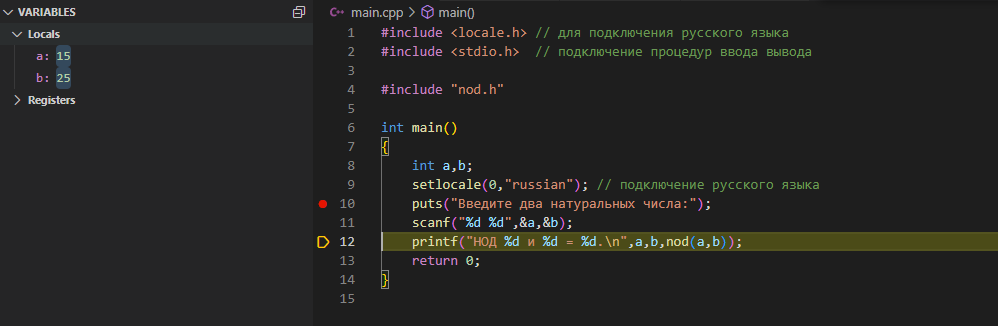 VARIABLES
Locals
a: 15
b: 25
Registers
main.cpp > main()
1 #include <locale.h> // для подключения русского языка
2 #include <stdio.h>  // подключение процедур ввода вывода
3
4 #include "nod.h"
5
6 int main()
7 {
8     int a,b;
9     setlocale(0,"russian"); // подключение русского языка
10     puts("Введите два натуральных числа:");
11     scanf("%d %d",&a,&b);
12     printf("НОД %d и %d = %d.\n",a,b,nod(a,b));
13     return 0;
14 }
15